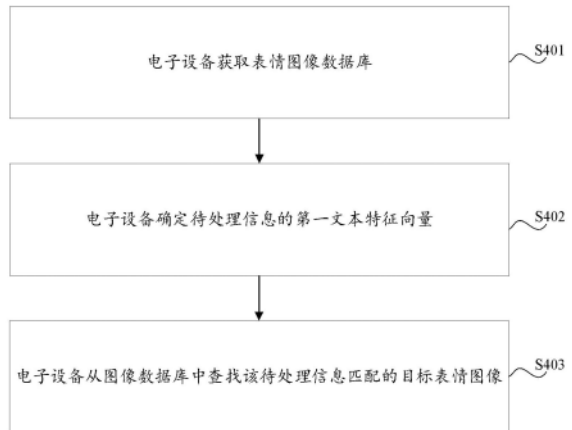 电子设备获取表情图像数据库
S401
电子设备确定待处理信息的第一文本特征向量
S402
电子设备从图像数据库中查找该待处理信息匹配的目标表情图像
S403